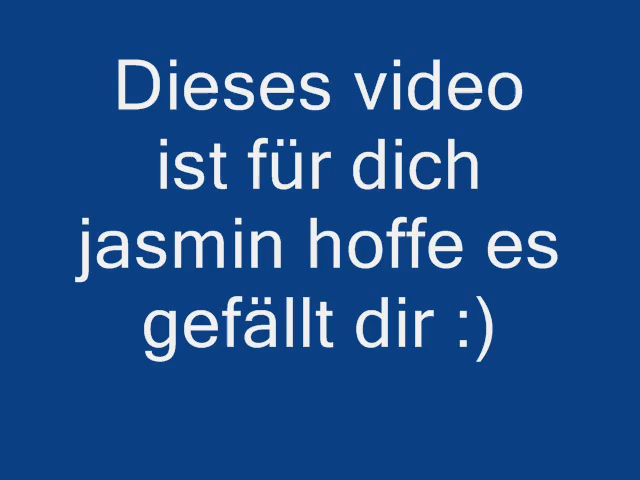 Dieses video
ist für dich
jasmin hoffe es
gefällt dir :)